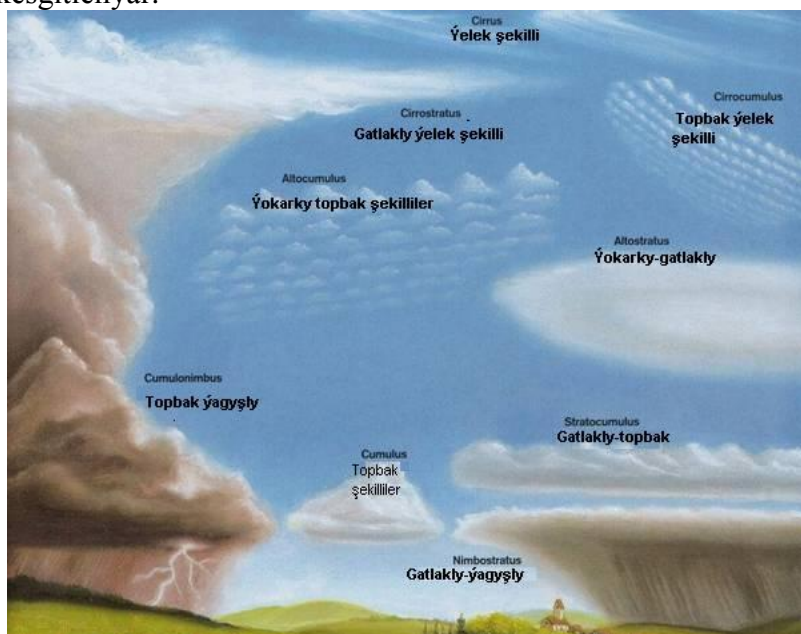 kesgitlenýär.
Cirrus
Ýelek şekilli
Cirrocumulus
Topbak ýelek
şekilli
Cirrostratus
Gatlakly ýelek şekilli
Altocumulus
Ýokarky topbak şekilliler
Altostratus
Ýokarky-gatlakly
Cumulonimbus
Topbak ýagyşly
Stratocumulus
Gatlakly-topbak
Cumulus
Topbak
şekilliler
Nimbostratus
Gatlakly-ýagyşly